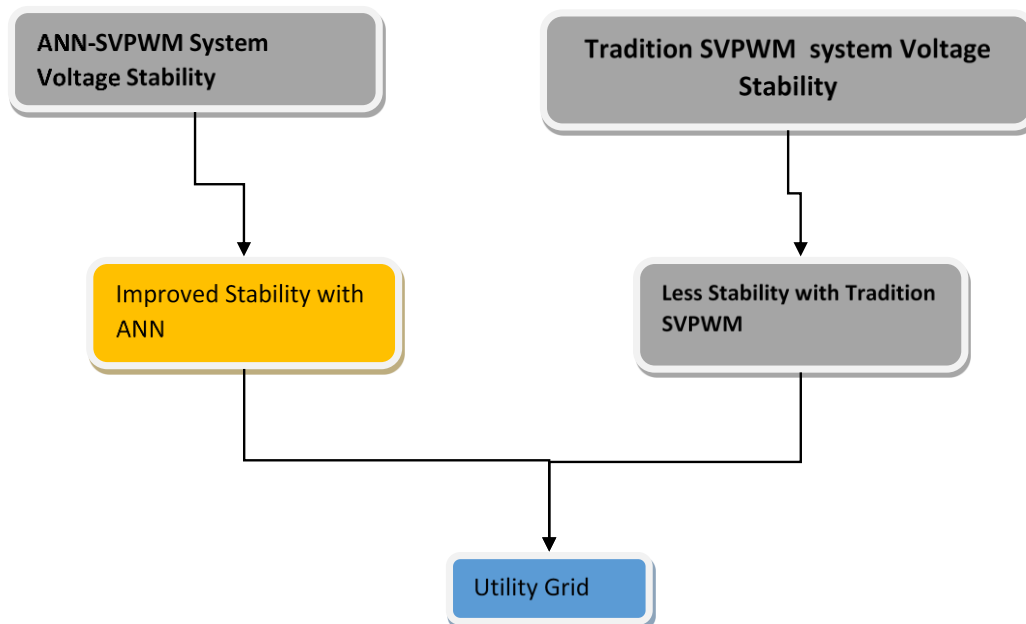 ANN-SVPWM System
Voltage Stability
Tradition SVPWM  system Voltage
Stability
Improved Stability with
ANN
Less Stability with Tradition
SVPWM
Utility Grid